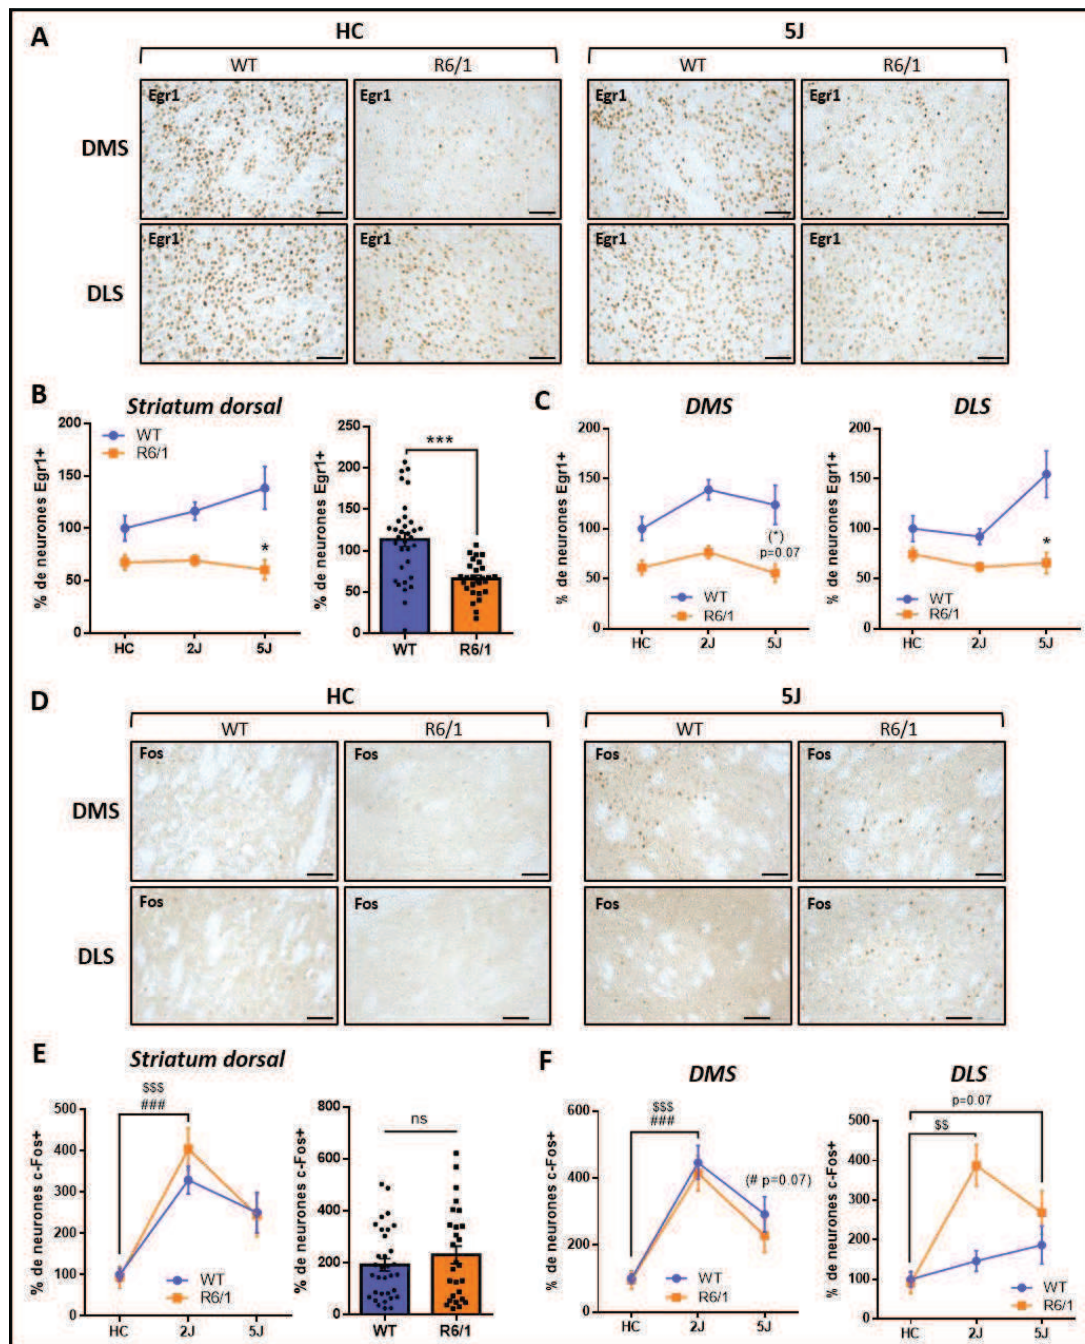 A
HC
5J
WT
R6/1
WT
R6/1
DMS
Egr1
Egr1
Egr1
Egr1
DLS
Egr1
Egr1
Egr1
Egr1
B
Striatum dorsal
% de neurones Egr1+
200
150
100
50
0
WT
R6/1
*
HC
2J
5J
% de neurones Egr1+
250
200
150
100
50
0
***
WT
R6/1
C
DMS
% de neurones Egr1+
200
150
100
50
0
(*)
p=0.07
WT
R6/1
HC
2J
5J
DLS
% de neurones Egr1+
200
150
100
50
0
*
WT
R6/1
HC
2J
5J
D
HC
5J
WT
R6/1
WT
R6/1
DMS
Fos
Fos
Fos
Fos
DLS
Fos
Fos
Fos
Fos
E
Striatum dorsal
% de neurones c-Fos+
500
400
300
200
100
0
$$$
###
WT
R6/1
HC
2J
5J
% de neurones c-Fos+
800
600
400
200
0
ns
WT
R6/1
F
DMS
% de neurones c-Fos+
600
400
200
0
$$$
###
(# p=0.07)
WT
R6/1
HC
2J
5J
DLS
% de neurones c-Fos+
500
400
300
200
100
0
p=0.07
$$
WT
R6/1
HC
2J
5J